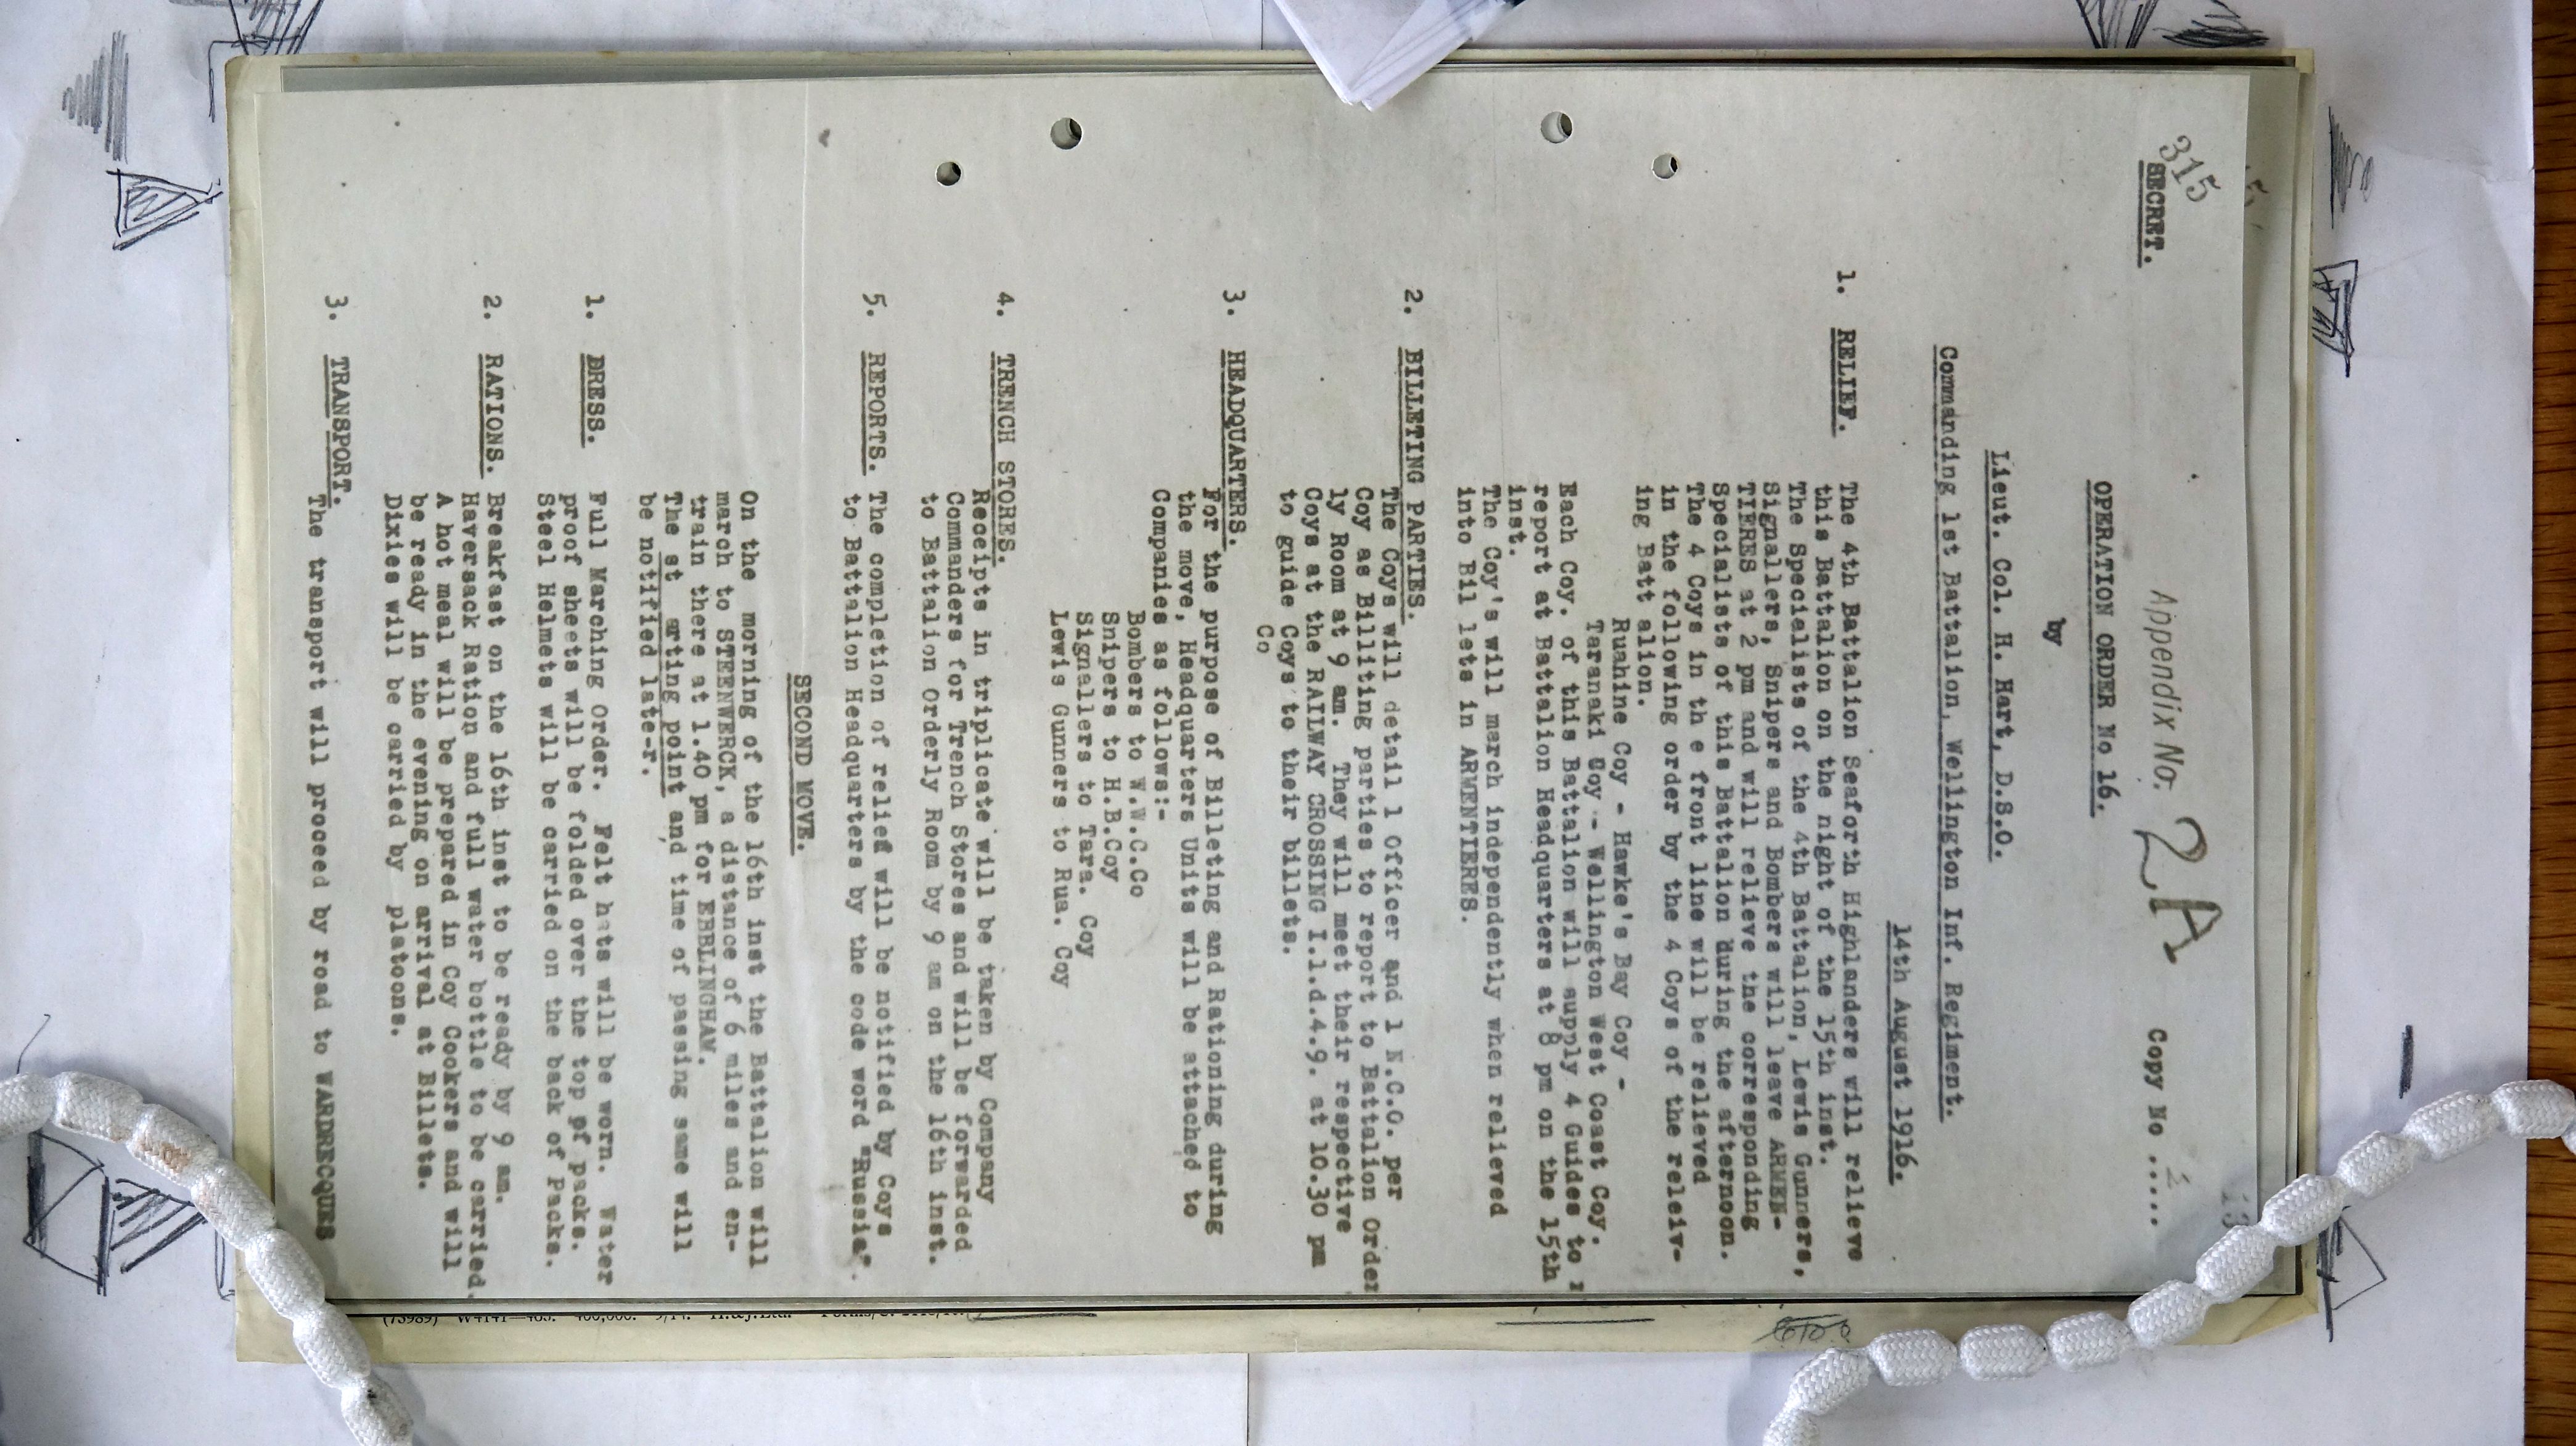 315
SECRET.
Appendix No. 2A
Copy No .....
OPERATION ORDER No 16.
by
Lieut. Col. H. Hart, D.S.O.
Commanding 1st Battalion, Wellington Inf. Regiment.
14th August 1916.
1. RELIEF. The 4th Battalion Seaforth Highlanders will relieve
this Battalion on the night of the 15th inst.
The Specielists of the 4th Battalion, Lewis Gunners,
Signallers, Snipers and Bombers will leave ARMEN-
TIERES at 2 pm and will relieve the corresponding
Specialists of this Battalion during the afternoon.
The 4 Coys in th e front line will be relieved
in the following order by the 4 Coys of the releiv-
ing Batt alion.
Ruahine Coy - Hawke's Bay Coy -
Taranaki Coy - Wellington West Coast Coy.
Each Coy. of this Battalion will supply 4 Guides to
report at Battalion Headquarters at 8 pm on the 15th
inst.
The Coy's will march independently when relieved
into Bil lets in ARMENTIERES.
2. BILLETING PARTIES.
The Coys will detail 1 Officer and 1 N.C.O. per
Coy as Billiting parties to report to Battalion Order
ly Room at 9 am. They will meet their respective
Coys at the RAILWAY CROSSING I.1.d.4.9. at 10.30 pm
to guide Coys to their billets.
Co
3. HEADQUARTERS.
For the purpose of Billeting and Rationing during
the move, Headquarters Units will be attached to
Companies as follows:-
Bombers to W.W.C.Co
Snipers to H.B.Coy
Signallers to Tara. Coy
Lewis Gunners to Rua. Coy
4. TRENCH STORES.
Receipts in triplicate will be taken by Company
Commanders for Trench Stores and will be forwarded
to Battalion Orderly Room by 9 am on the 16th inst.
5. REPORTS. The completion of relief will be notified by Coys
to Battalion Headquarters by the code word "Russia".
SECOND MOVE.
On the morning of the 16th inst the Battalion will
march to STEENWERCK, a distance of 6 miles and en-
train there at 1.40 pm for EBBLINGHAM.
The st arting point and time of passing same will
be notified late-r.
1. DRESS. Full Marching Order. Felt hats will be worn. Water
proof sheets will be folded over the top pf packs.
Steel Helmets will be carried on the back of Packs.
2. RATIONS. Breakfast on the 16th inst to be ready by 9 am.
Haversack Ration and full water bottle to be carried.
A hot meal will be prepared in Coy Cookers and will
be ready in the evening on arrival at Billets.
Dixies will be carried by platoons.
3. TRANSPORT.
The transport will proceed by road to WARDRECQUES